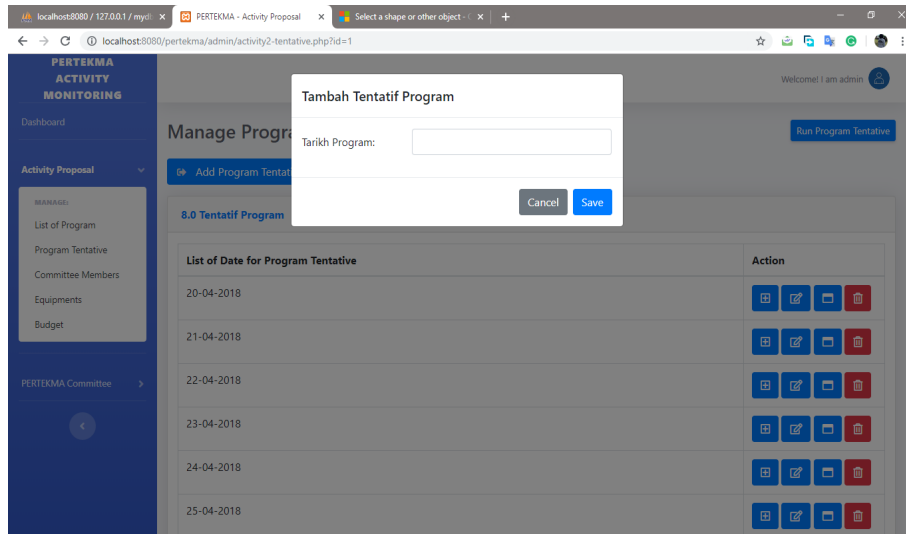 localhost:8080 / 127.0.0.1 / mydb
PERTEKMA - Activity Proposal
Select a shape or other object -
localhost:8080/pertekma/admin/activity2-tentative.php?id=1
PERTEKMA
ACTIVITY
MONITORING
Welcome! I am admin
Dashboard
Tambah Tentatif Program
Manage Progra
Run Program Tentative
Tarikh Program:
Activity Proposal
Add Program Tentat
Cancel
Save
MANAGE:
8.0 Tentatif Program
List of Program
Program Tentative
Committee Members
Equipments
Budget
List of Date for Program Tentative
Action
20-04-2018
21-04-2018
22-04-2018
PERTEKMA Committee
23-04-2018
24-04-2018
25-04-2018